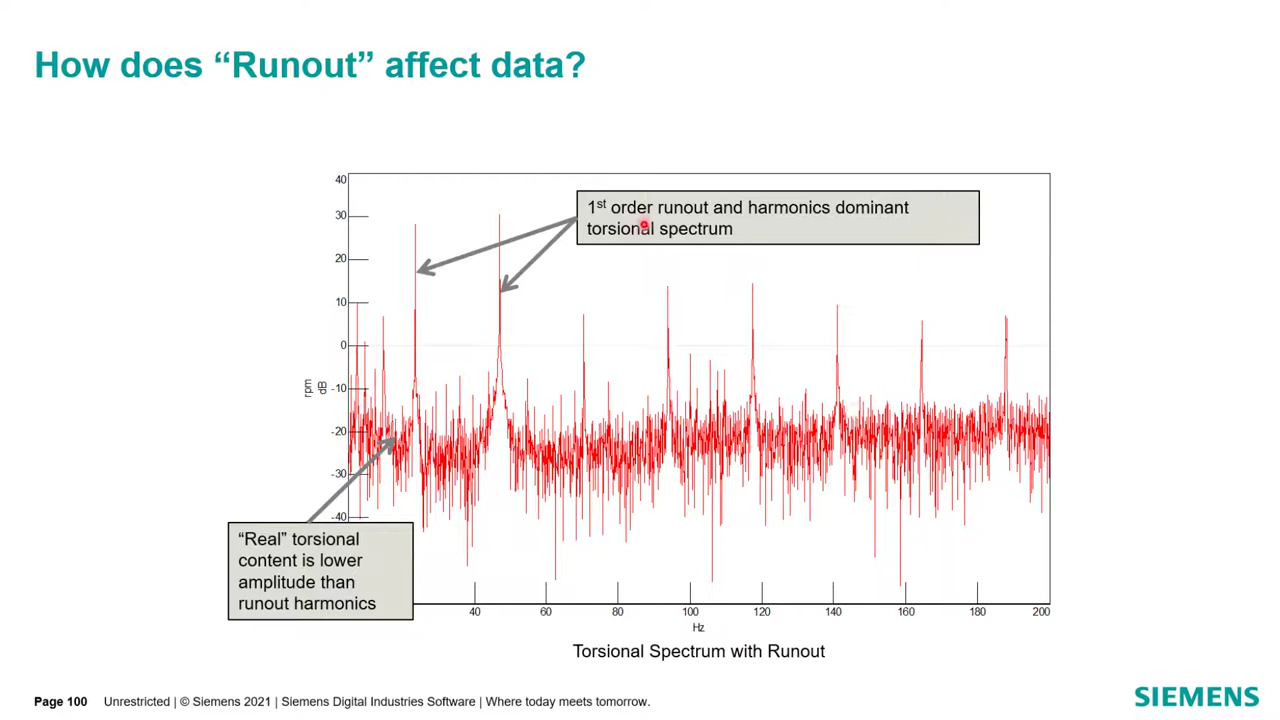 How does “Runout” affect data?
40
30
20
10
0
-10
-20
-30
-40
rpm
dB
1st order runout and harmonics dominant
torsional spectrum
“Real” torsional
content is lower
amplitude than
runout harmonics
40 60 80 100 120 140 160 180 200
Hz
Torsional Spectrum with Runout
Page 100 Unrestricted | © Siemens 2021 | Siemens Digital Industries Software | Where today meets tomorrow.
SIEMENS